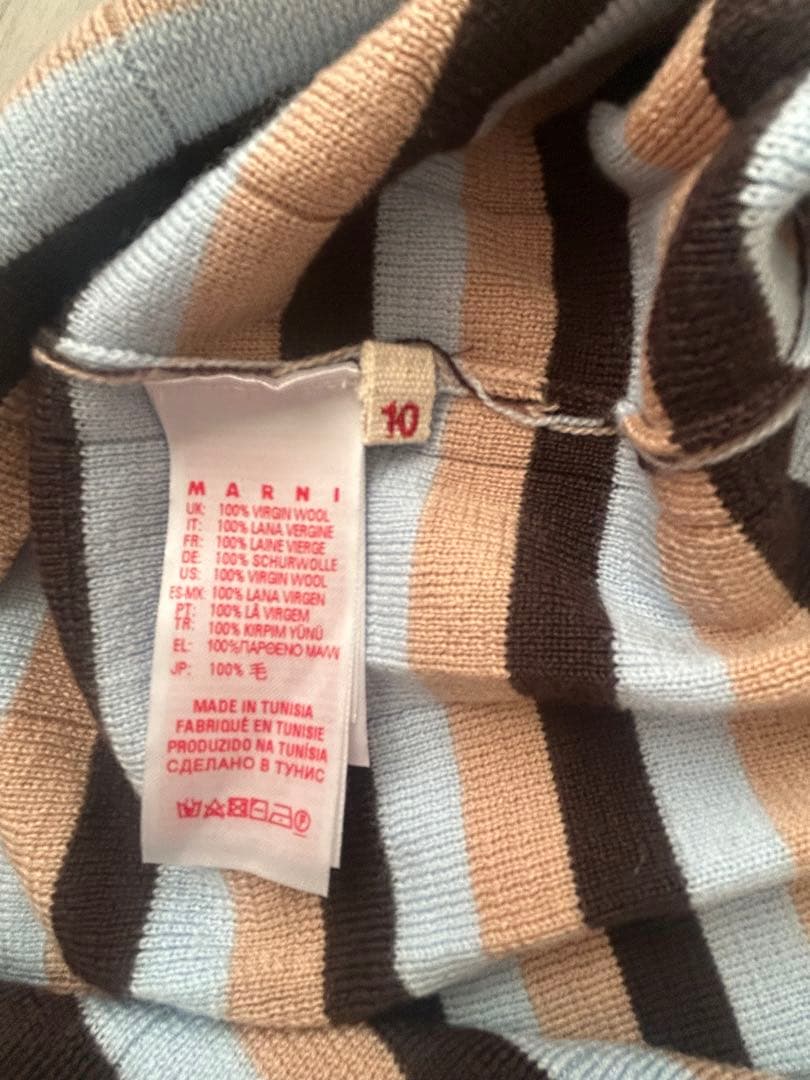 10
MARNI
UK: 100% VIRGIN WOOL
IT: 100% LANA VERGINE
FR: 100% LAINE VIERGE
DE: 100% SCHURWOLLE
US: 100% VIRGIN WOOL
ES-MX: 100% LANA VIRGEN
PT: 100% LÃ VIRGEM
TR: 100% KIRPIM YÜNÜ
EL: 100% ΠΑΡΘΕΝΟ ΜΑΛΛΙ
JP: 100% 毛
MADE IN TUNISIA
FABRIQUÉ EN TUNISIE
PRODUZIDO NA TUNÍSIA
СДЕЛАНО В ТУНИС